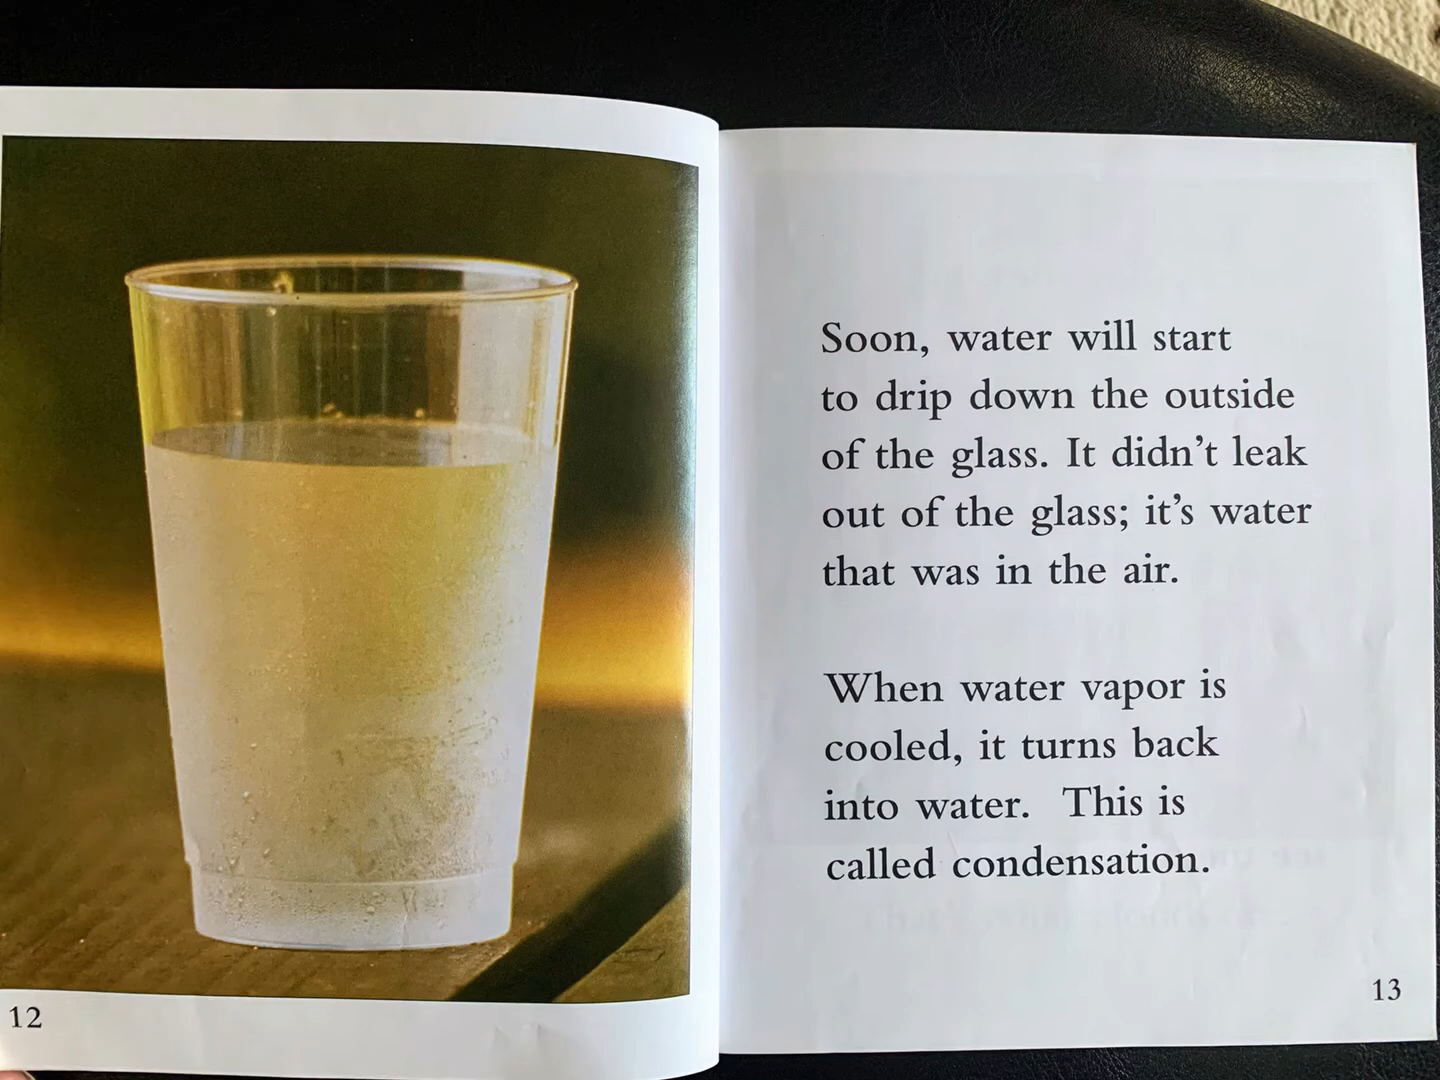 Soon, water will start
to drip down the outside
of the glass. It didn't leak
out of the glass; it's water
that was in the air.
When water vapor is
cooled, it turns back
into water.  This is
called condensation.
12
13